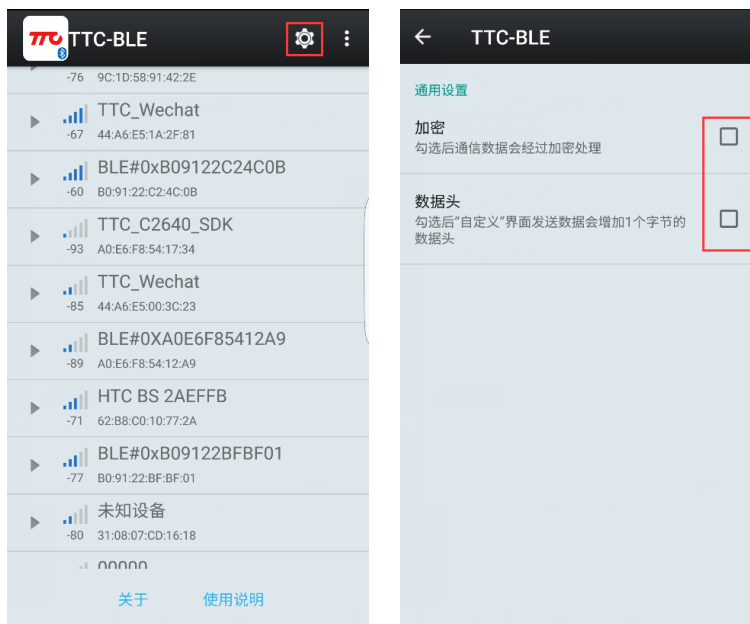 TTC TTC-BLE
-76 9C:1D:58:91:42:2E
TTC_Wechat
-67 44:A6:E5:1A:2F:81
BLE#0xB09122C24C0B
-60 B0:91:22:C2:4C:0B
TTC_C2640_SDK
-93 A0:E6:F8:54:17:34
TTC_Wechat
-85 44:A6:E5:00:3C:23
BLE#0XA0E6F85412A9
-89 A0:E6:F8:54:12:A9
HTC BS 2AEFFB
-71 62:B8:C0:10:77:2A
BLE#0xB09122BFBF01
-77 B0:91:22:BF:BF:01
未知设备
-80 31:08:07:CD:16:18
00000
关于 使用说明
TTC-BLE
通用设置
加密
勾选后通信数据会经过加密处理
数据头
勾选后“自定义”界面发送数据会增加1个字节的
数据头